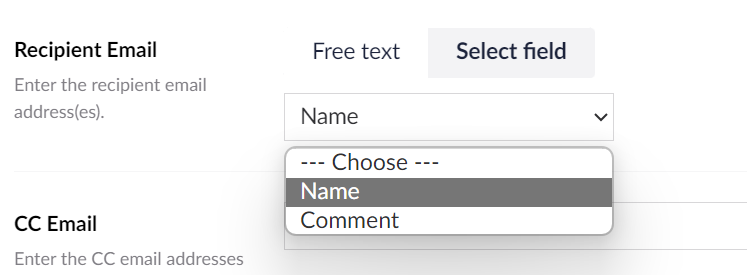 Recipient Email
Enter the recipient email
address(es).
Free text
Select field
Name
--- Choose ---
Name
Comment
CC Email
Enter the CC email addresses